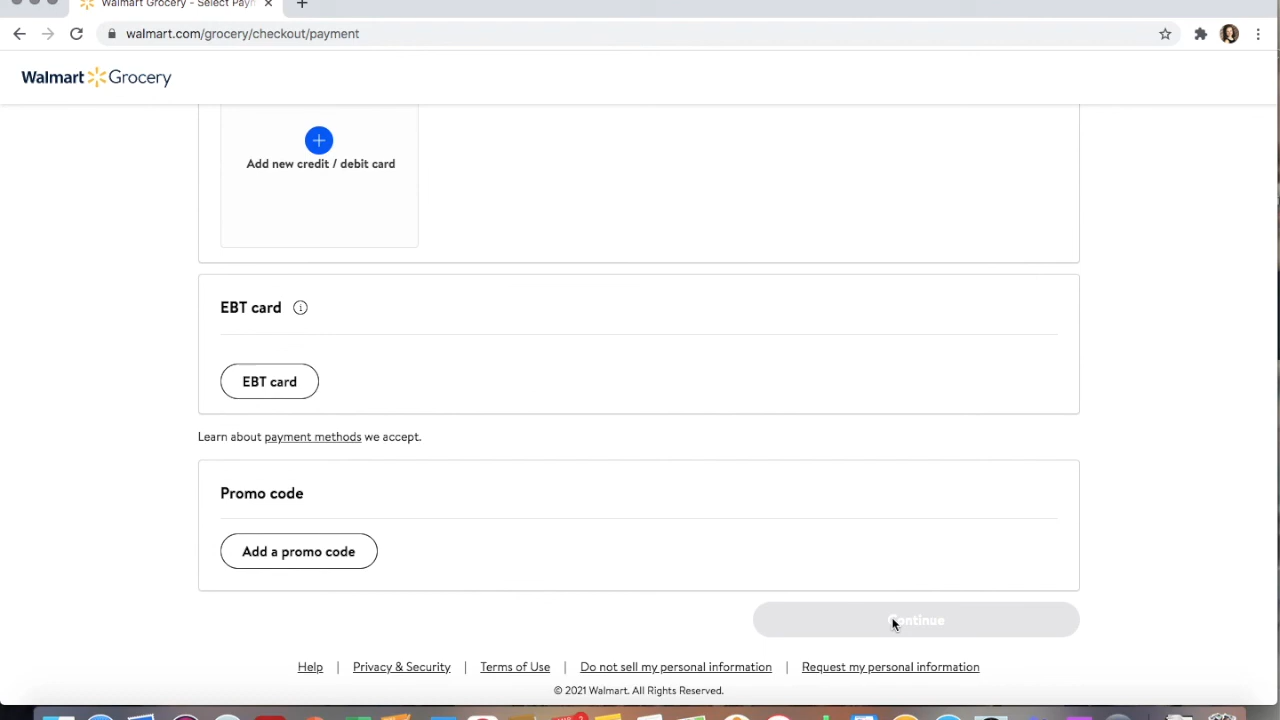 Walmart Grocery - Select Payr
walmart.com/grocery/checkout/payment
Walmart Grocery
Add new credit / debit card
EBT card
EBT card
Learn about payment methods we accept.
Promo code
Add a promo code
Continue
Help | Privacy & Security | Terms of Use | Do not sell my personal information | Request my personal information
© 2021 Walmart. All Rights Reserved.